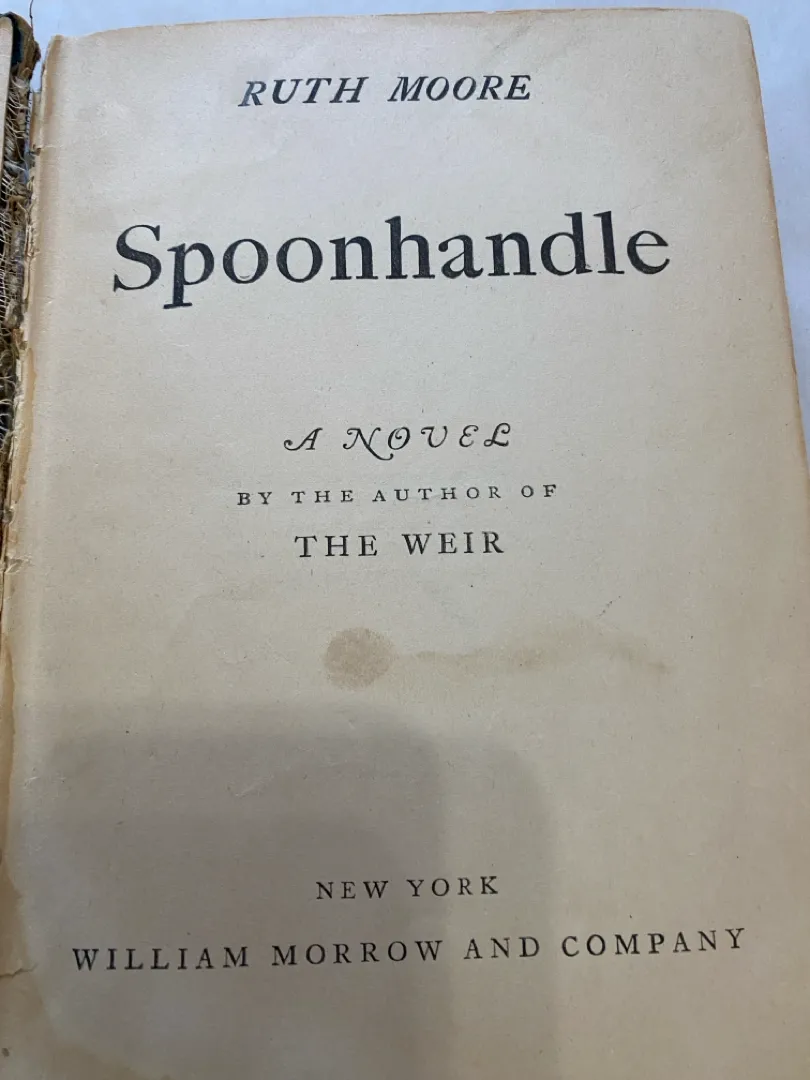 RUTH MOORE
Spoonhandle
A NOVEL
BY THE AUTHOR OF
THE WEIR
NEW YORK
WILLIAM MORROW AND COMPANY